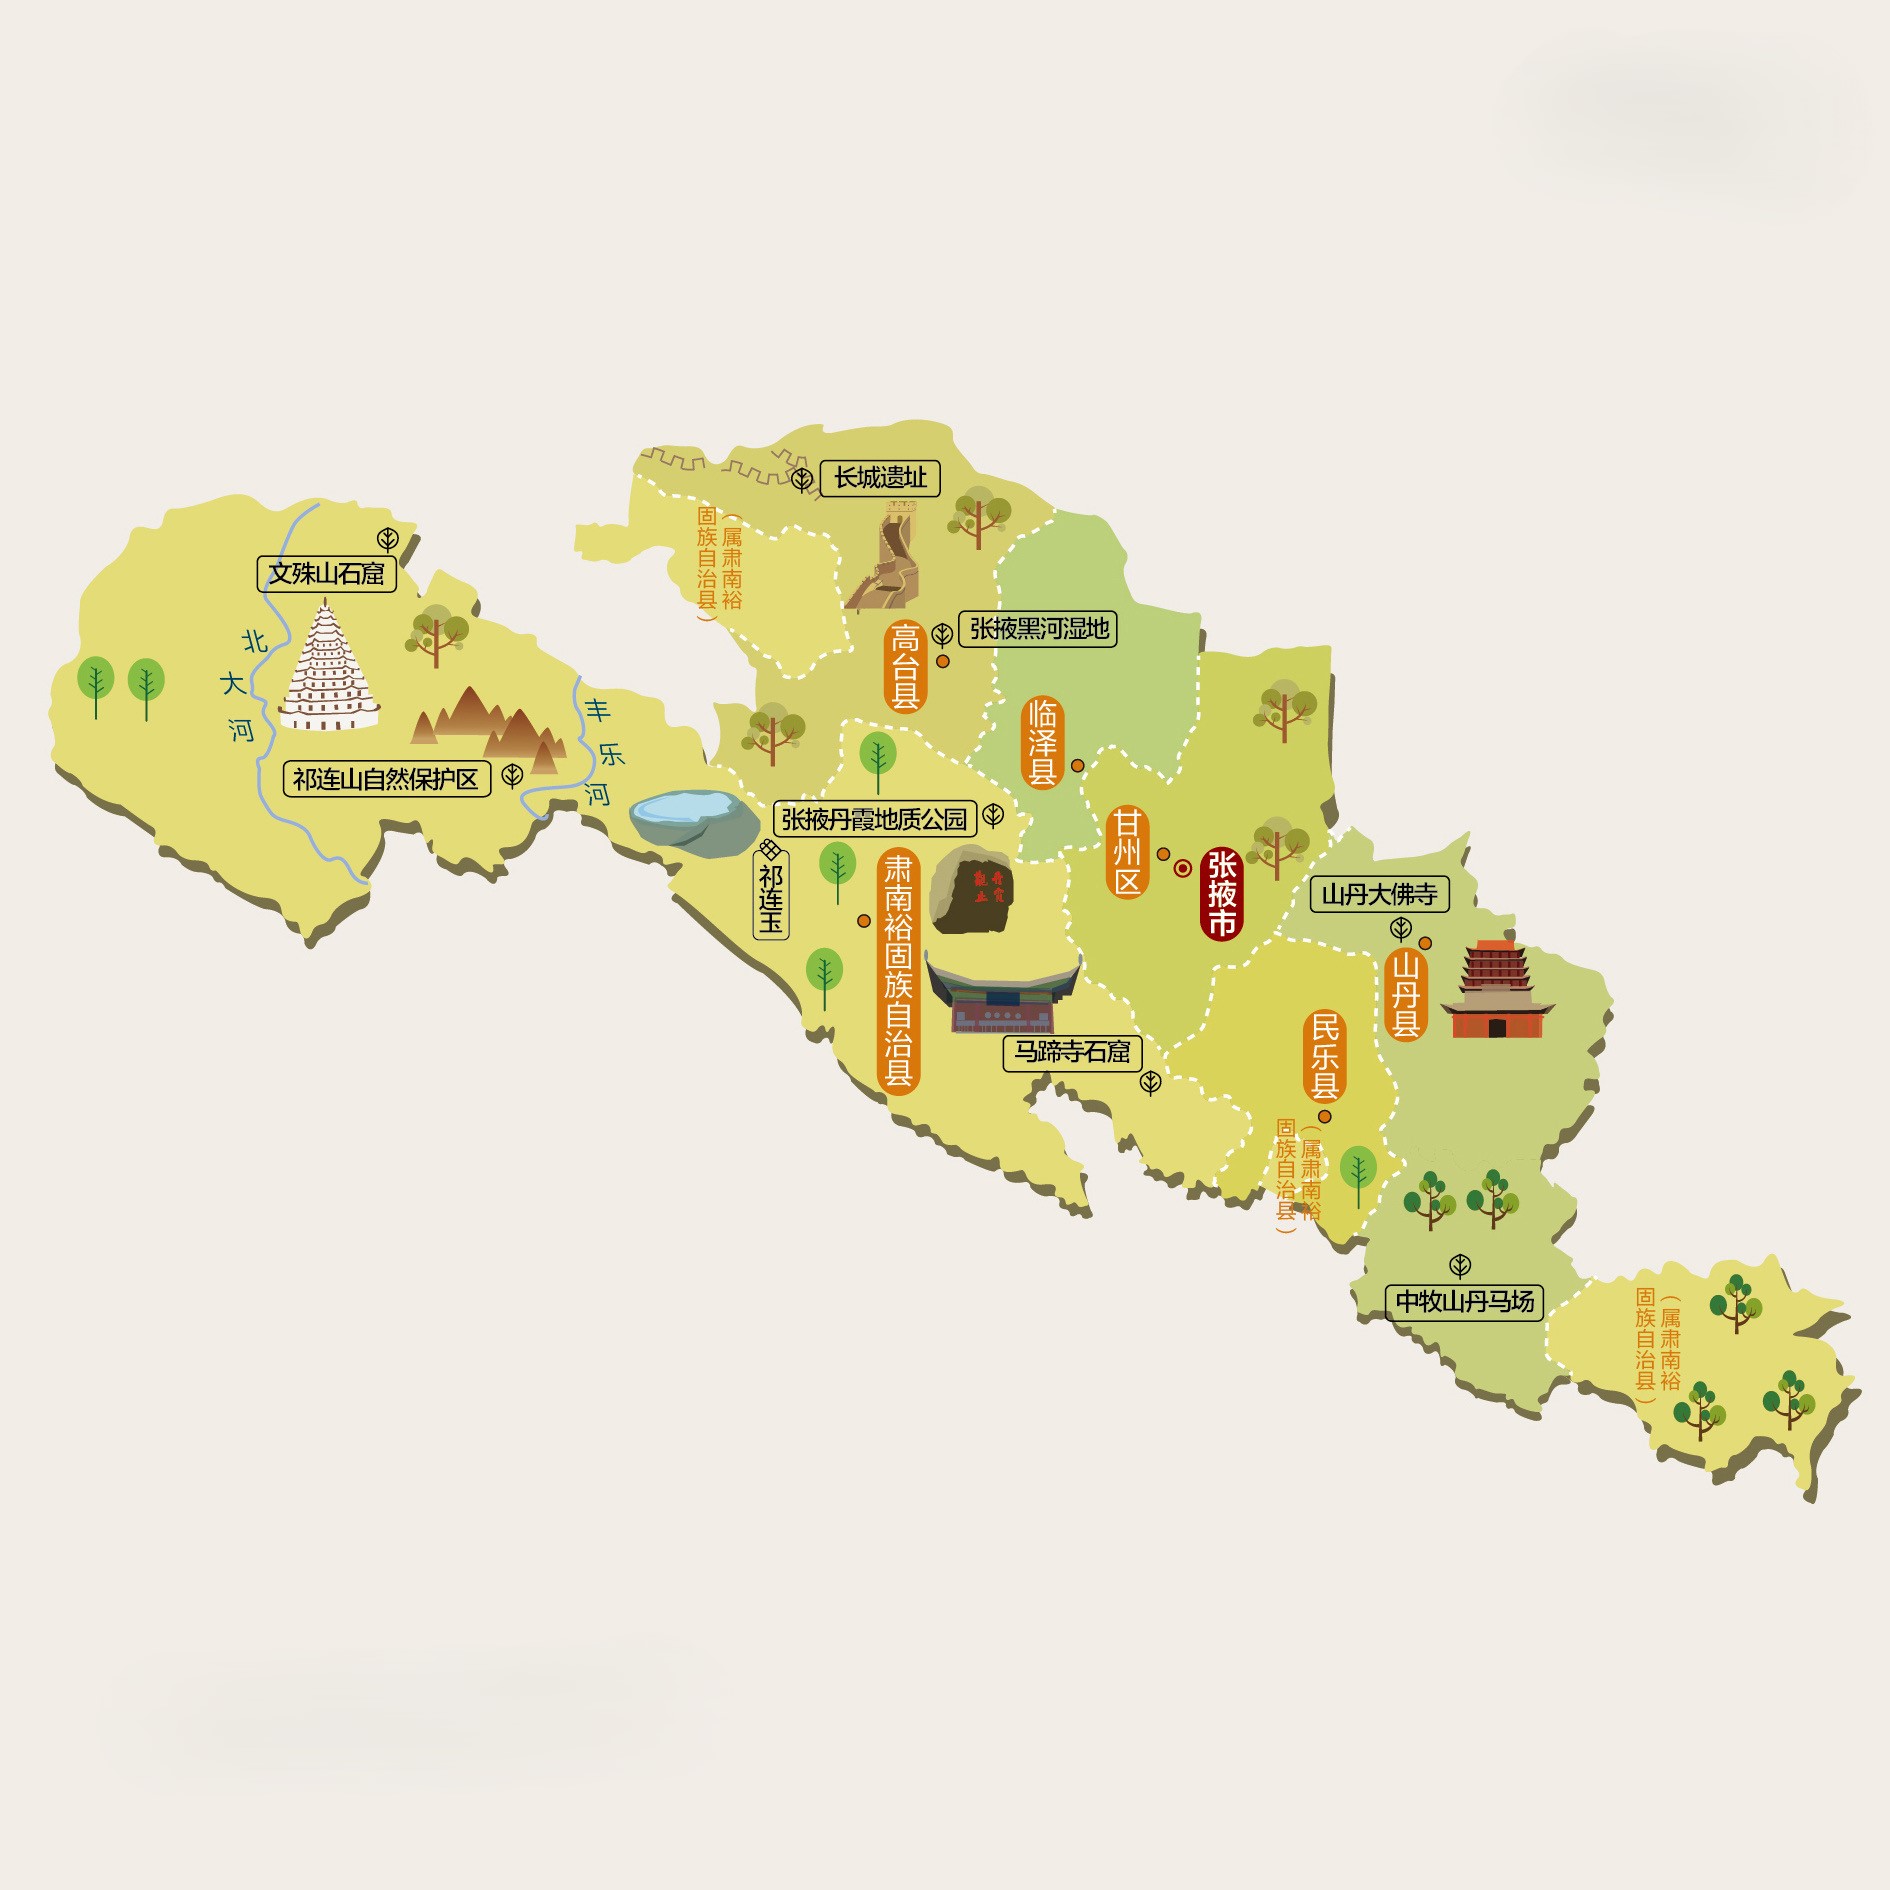 长城遗址
（属肃南裕
固族自治县）
文殊山石窟
张掖黑河湿地
高台县
北大河
临泽县
丰乐河
祁连山自然保护区
张掖丹霞地质公园
甘州区
张掖市
祁连玉
肃南裕固族自治县
山丹大佛寺
山丹县
马蹄寺石窟
民乐县
（属肃南裕
固族自治县）
中牧山丹马场
（属肃南裕
固族自治县）